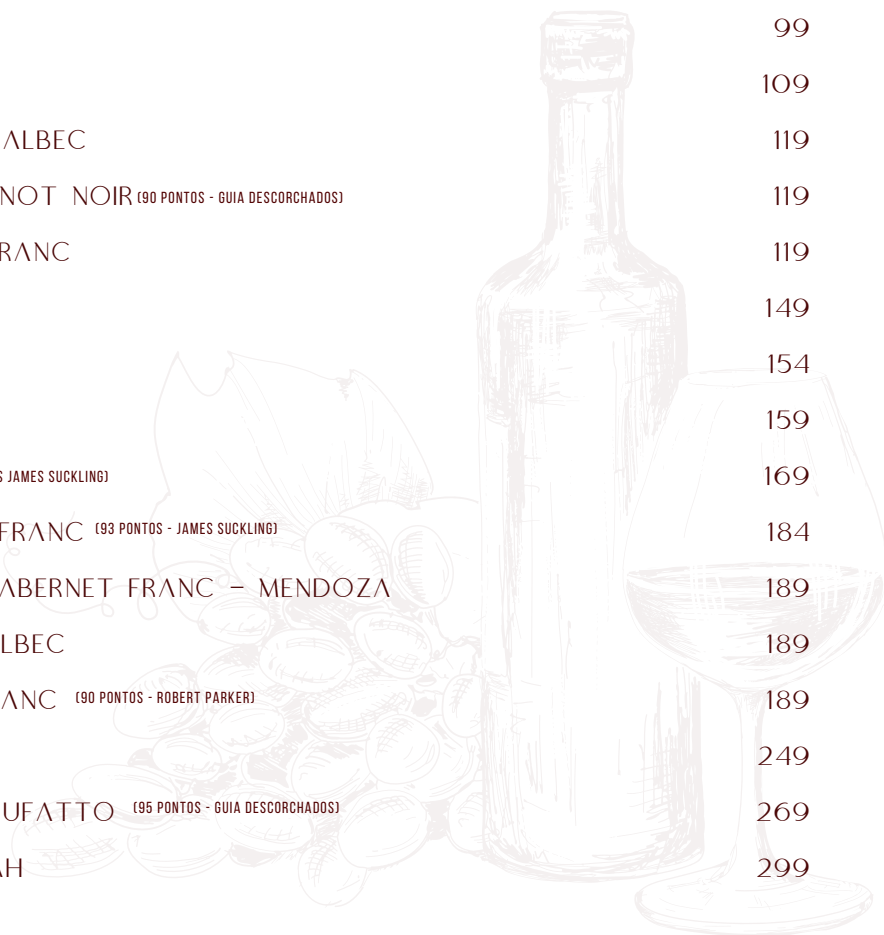 99
109
ALBEC 119
NOT NOIR (90 PONTOS - GUIA DESCORCHADOS) 119
RANC 119
149
154
159
S JAMES SUCKLING) 169
FRANC (93 PONTOS - JAMES SUCKLING) 184
ABERNET FRANC – MENDOZA 189
LBEC 189
ANC (90 PONTOS - ROBERT PARKER) 189
249
UFATTO (95 PONTOS - GUIA DESCORCHADOS) 269
AH 299